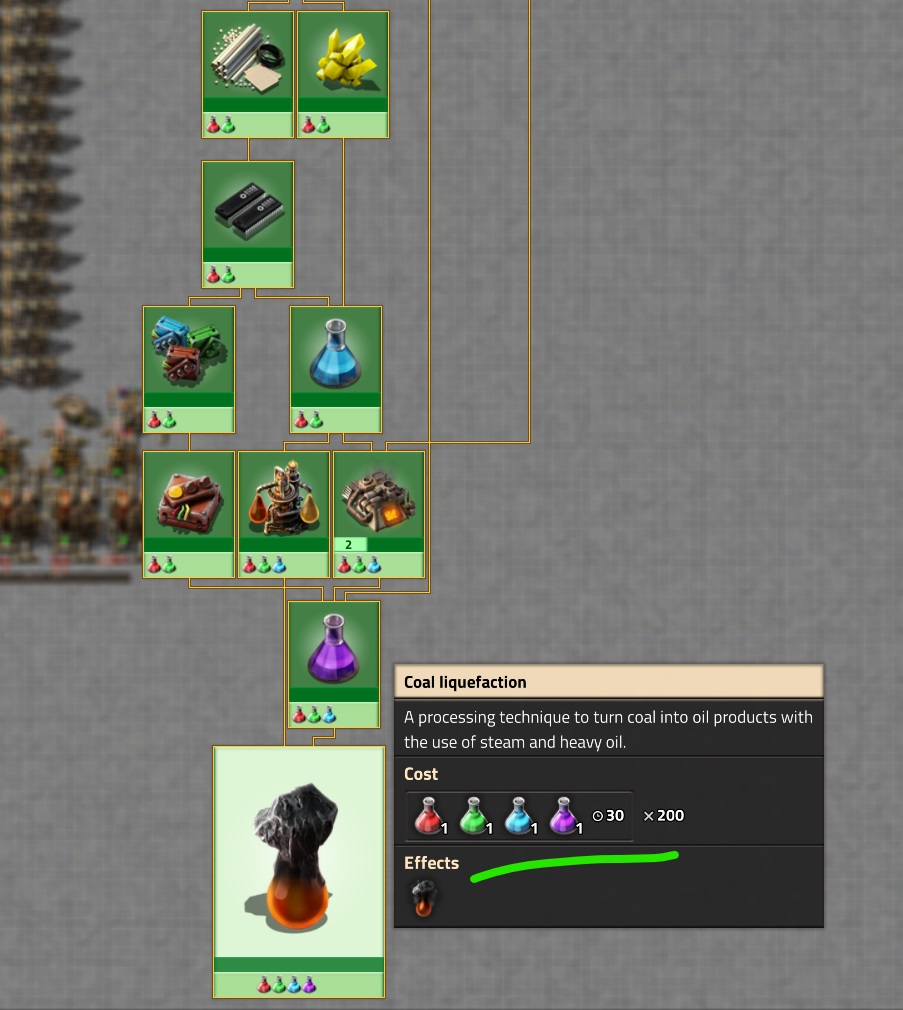 2
Coal liquefaction
A processing technique to turn coal into oil products with
the use of steam and heavy oil.
Cost
1 1 1 1 30 ×200
Effects